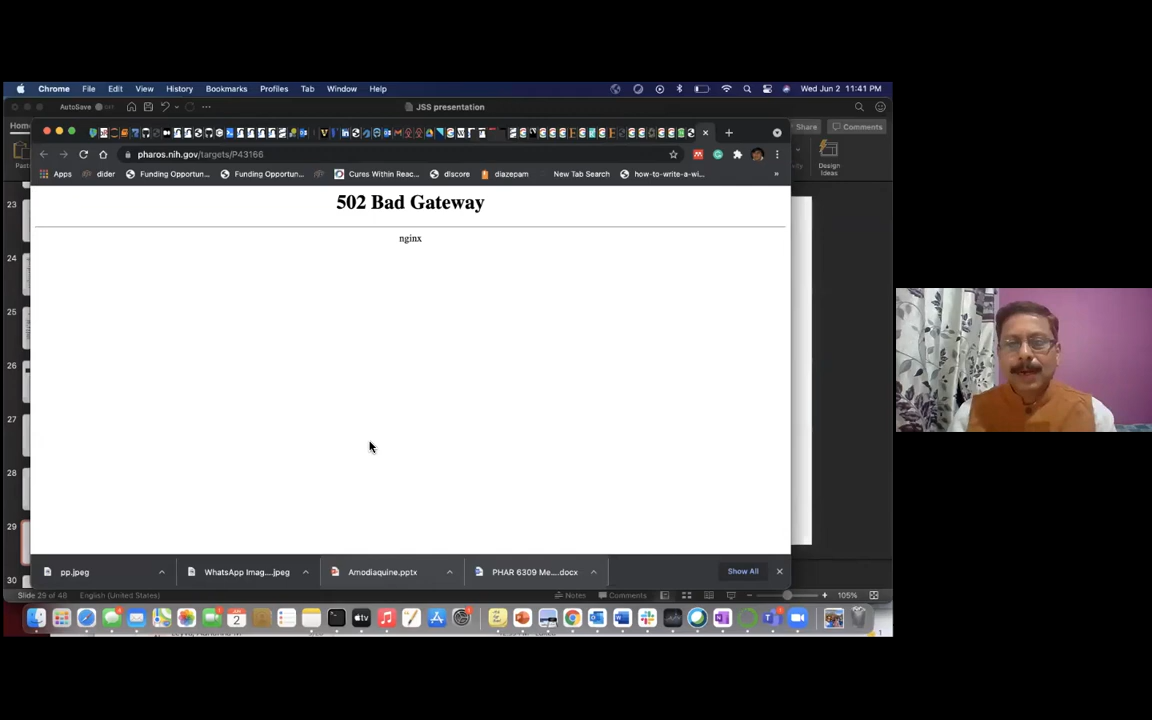 Chrome File Edit View History Bookmarks Profiles Tab Window Help Wed Jun 2 11:41 PM
AutoSave JSS presentation
Share Comments
pharos.nih.gov/targets/P43166
Apps dider Funding Opportun... Funding Opportun... Cures Within Reac... discore diazepam New Tab Search how-to-write-a-wi... »
Design
Ideas
502 Bad Gateway
nginx
23
24
25
26
27
28
29
30
pp.jpeg WhatsApp Imag....jpeg Amodiaquine.pptx PHAR 6309 Me....docx Show All
Slide 29 of 48 English (United States) Notes Comments 105%